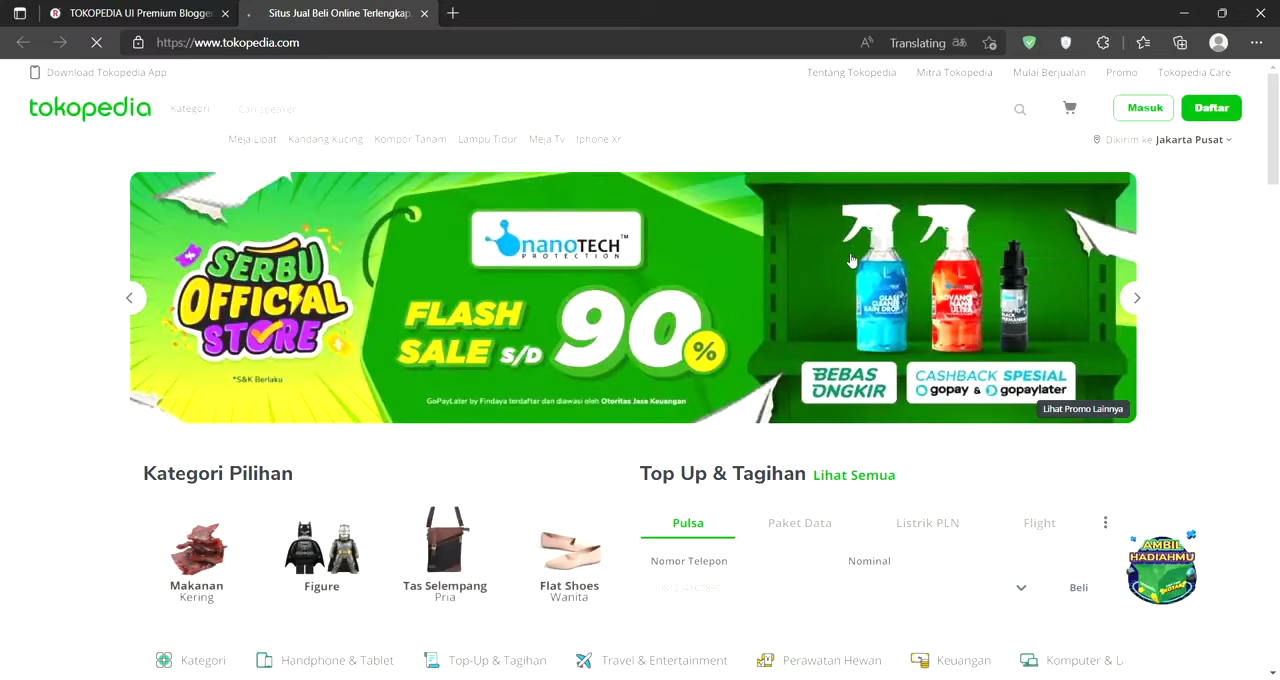 TOKOPEDIA UI Premium Blogger
Situs Jual Beli Online Terlengkap,
https://www.tokopedia.com
Translating
Download Tokopedia App
Tentang Tokopedia
Mitra Tokopedia
Mulai Berjualan
Promo
Tokopedia Care
tokopedia
Kategori
Cari speaker
Masuk
Daftar
Meja Lipat
Kandang Kucing
Kompor Tanam
Lampu Tidur
Meja Tv
Iphone Xr
Dikirim ke Jakarta Pusat
SERBU
OFFICIAL
STORE
*S&K Berlaku
nanoTECH™
PROTECTION
FLASH
SALE S/D 90%
GoPayLater by Findaya terdaftar dan diawasi oleh Otoritas Jasa Keuangan
BEBAS
ONGKIR
CASHBACK SPESIAL
gopay & gopaylater
Lihat Promo Lainnya
Kategori Pilihan
Top Up & Tagihan Lihat Semua
Pulsa
Paket Data
Listrik PLN
Flight
Nomor Telepon
Nominal
Beli
Makanan
Kering
Figure
Tas Selempang
Pria
Flat Shoes
Wanita
AMBIL
HADIAHMU
Kategori
Handphone & Tablet
Top-Up & Tagihan
Travel & Entertainment
Perawatan Hewan
Keuangan
Komputer & L